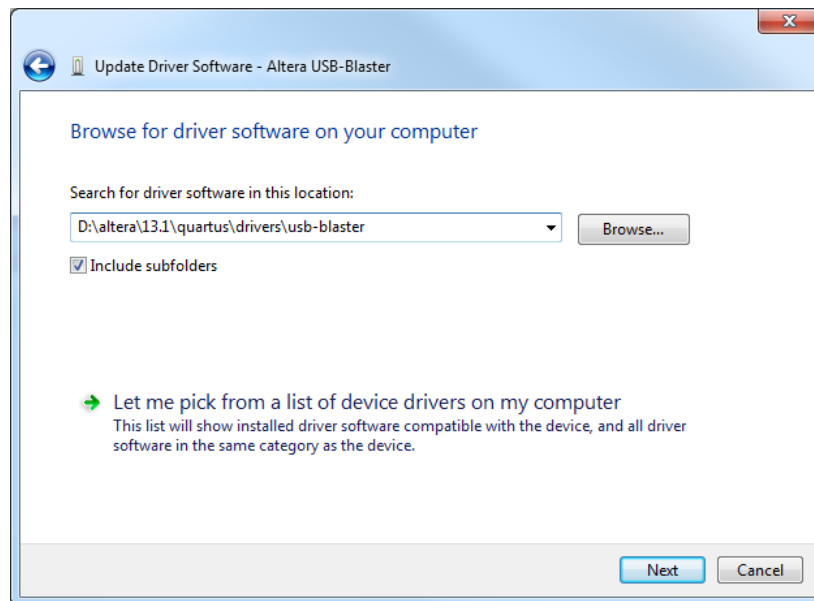 Update Driver Software - Altera USB-Blaster
Browse for driver software on your computer
Search for driver software in this location:
D:\altera\13.1\quartus\drivers\usb-blaster
Browse...
Include subfolders
Let me pick from a list of device drivers on my computer
This list will show installed driver software compatible with the device, and all driver
software in the same category as the device.
Next
Cancel